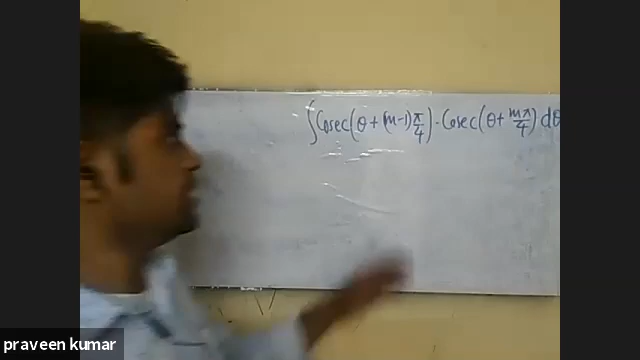 ∫Cosec(θ + (m-1)π/4) · Cosec(θ + mπ/4) dθ
praveen kumar